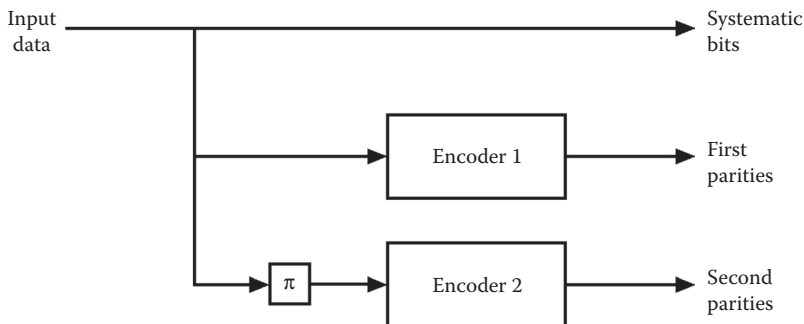 Input
data
Systematic
bits
Encoder 1
First
parities
π
Encoder 2
Second
parities